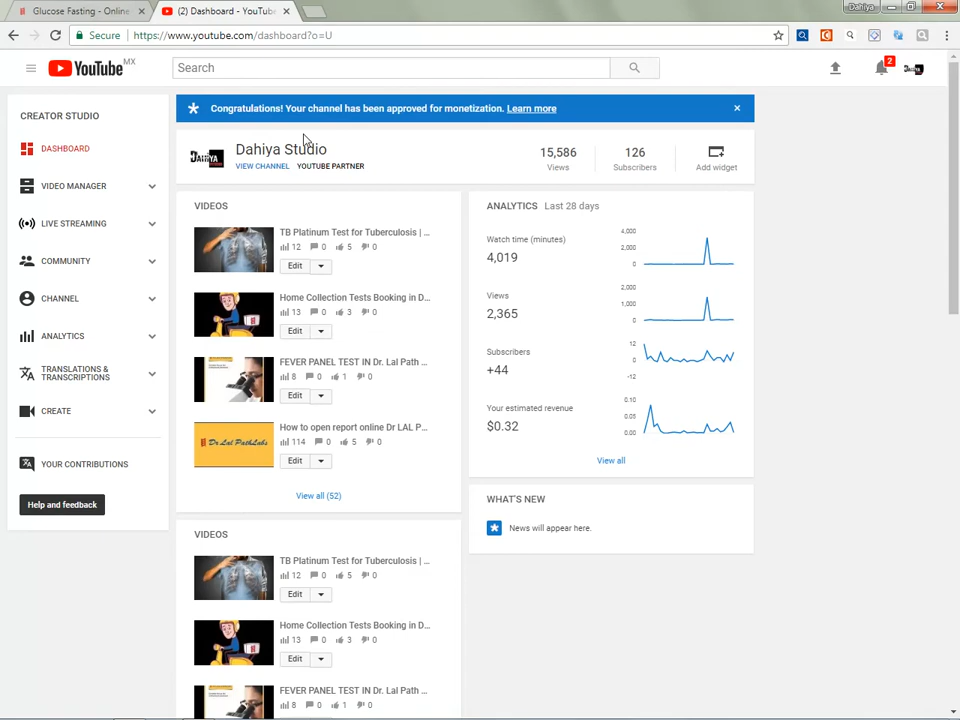 Glucose Fasting - Online
(2) Dashboard - YouTube
Dahiya
Secure
https://www.youtube.com/dashboard?o=U
YouTube MX
Search
2
CREATOR STUDIO
DASHBOARD
VIDEO MANAGER
LIVE STREAMING
COMMUNITY
CHANNEL
ANALYTICS
TRANSLATIONS &
TRANSCRIPTIONS
CREATE
YOUR CONTRIBUTIONS
Help and feedback
Congratulations! Your channel has been approved for monetization. Learn more
Dahiya Studio
VIEW CHANNEL YOUTUBE PARTNER
15,586
Views
126
Subscribers
Add widget
VIDEOS
TB Platinum Test for Tuberculosis | ...
12 0 5 0
Edit
Home Collection Tests Booking in D...
13 0 3 0
Edit
FEVER PANEL TEST IN Dr. Lal Path ...
8 0 1 0
Edit
Dr.Lal PathLabs
How to open report online Dr LAL P...
114 0 5 0
Edit
View all (52)
VIDEOS
TB Platinum Test for Tuberculosis | ...
12 0 5 0
Edit
Home Collection Tests Booking in D...
13 0 3 0
Edit
FEVER PANEL TEST IN Dr. Lal Path ...
8 0 1 0
ANALYTICS Last 28 days
Watch time (minutes)
4,019
4,000
2,000
0
Views
2,365
2,000
1,000
0
Subscribers
+44
12
0
-12
Your estimated revenue
$0.32
0.10
0.05
0.00
View all
WHAT'S NEW
News will appear here.